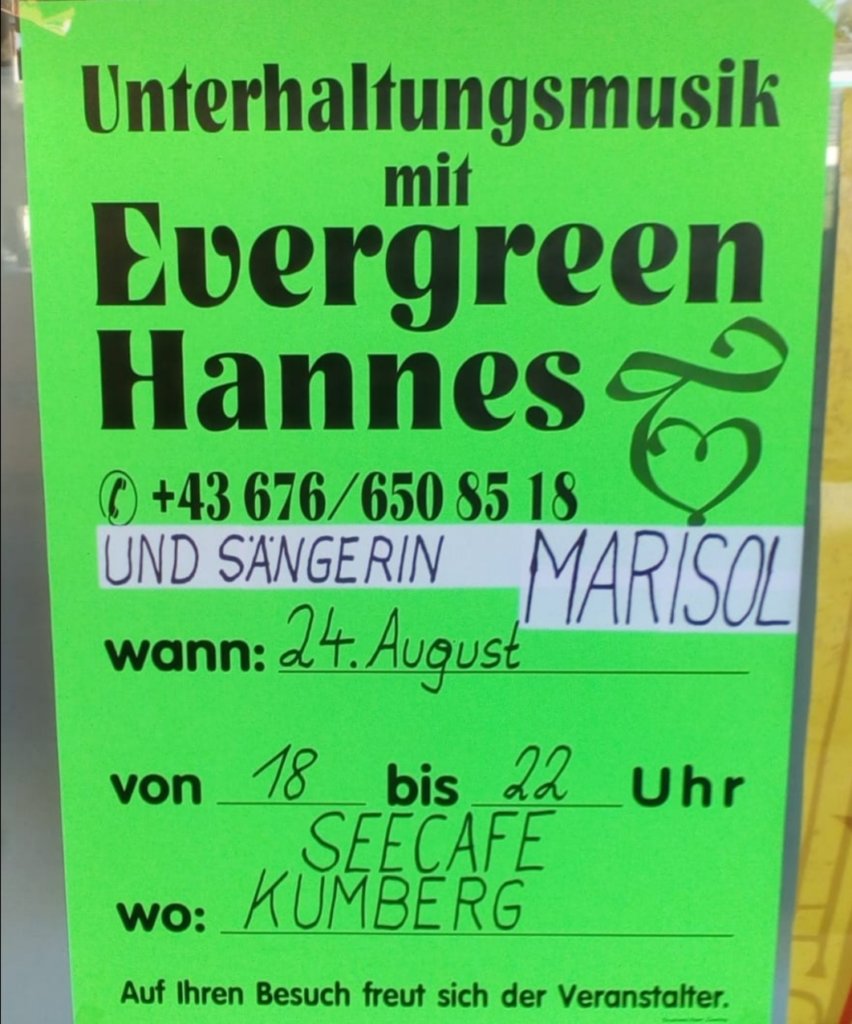 Unterhaltungsmusik
mit
Evergreen
Hannes
✆ +43 676/650 85 18
UND SÄNGERIN MARISOL
wann: 24. August
von 18 bis 22 Uhr
SEECAFE
wo: KUMBERG
Auf Ihren Besuch freut sich der Veranstalter.